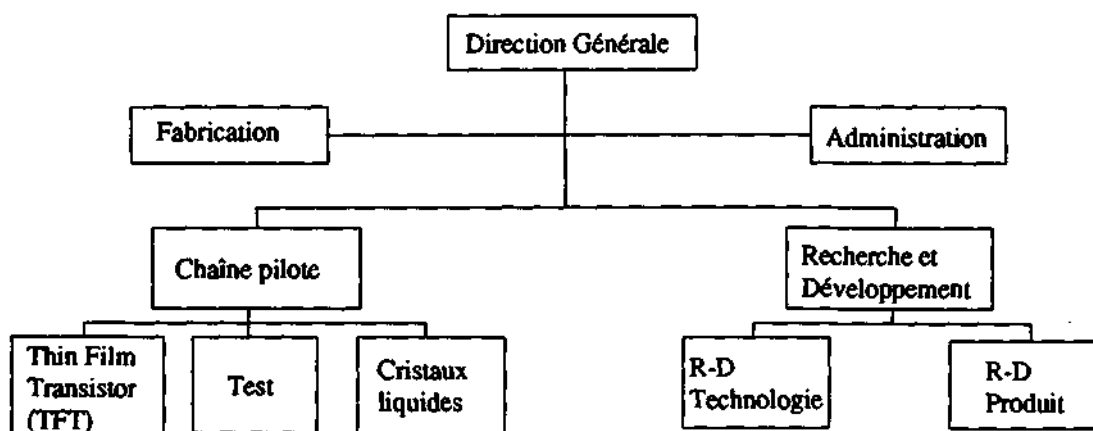 Direction Générale
Fabrication
Administration
Chaîne pilote
Recherche et
Développement
Thin Film
Transistor
(TFT)
Test
Cristaux
liquides
R-D
Technologie
R-D
Produit